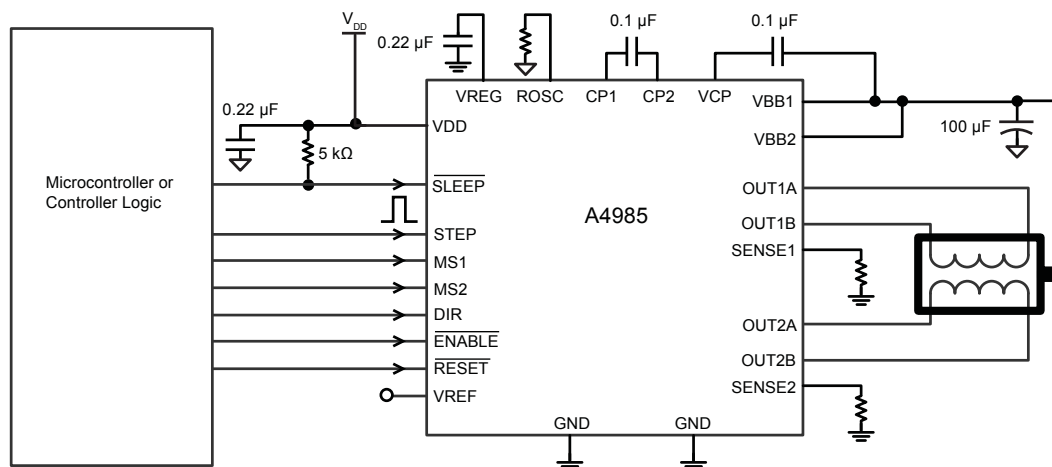 V_DD
0.22 µF
0.1 µF
0.1 µF
VREG
ROSC
CP1
CP2
VCP
VBB1
0.22 µF
VDD
VBB2
100 µF
5 kΩ
Microcontroller or
Controller Logic
SLEEP
OUT1A
A4985
OUT1B
STEP
SENSE1
MS1
MS2
DIR
OUT2A
ENABLE
OUT2B
RESET
SENSE2
VREF
GND
GND